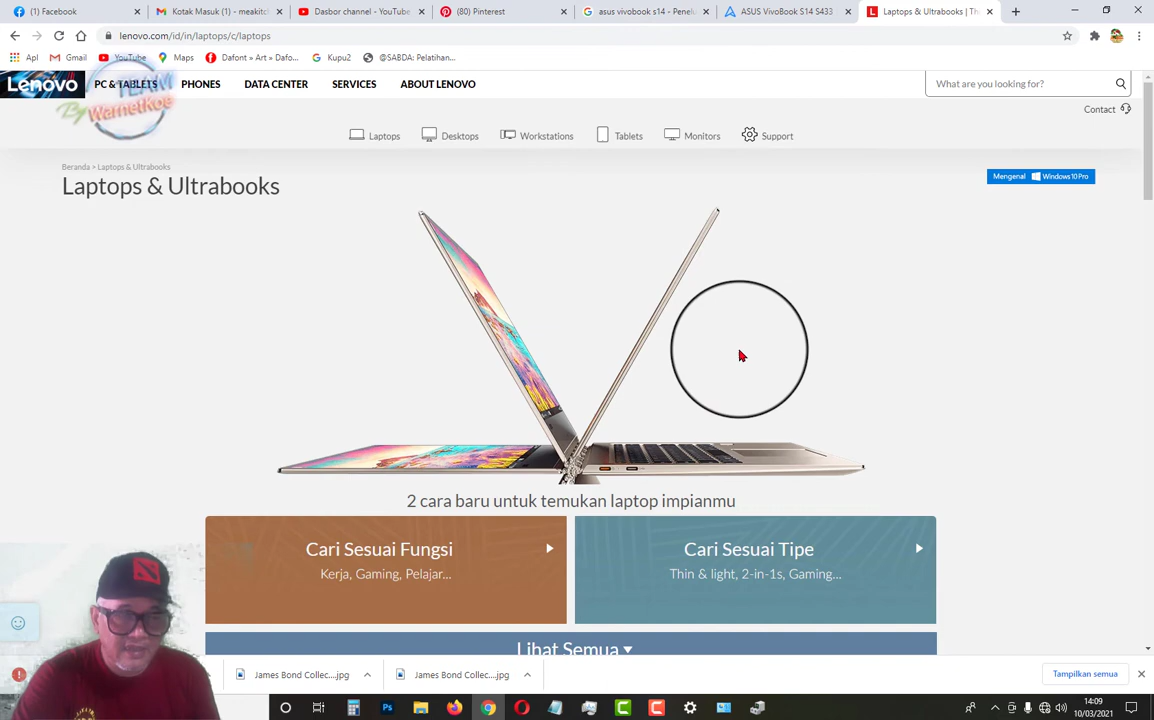 (1) Facebook
Kotak Masuk (1) - meakitch
Dasbor channel - YouTube
(80) Pinterest
asus vivobook s14 - Penelu
ASUS VivoBook S14 S433
Laptops & Ultrabooks | Th
lenovo.com/id/in/laptops/c/laptops
Apl
Gmail
YouTube
Maps
Dafont » Art » Dafo...
Kupu2
@SABDA: Pelatihan...
Lenovo
PC & TABLETS
PHONES
DATA CENTER
SERVICES
ABOUT LENOVO
What are you looking for?
TEAM
By WarnetKoe
Contact
Laptops
Desktops
Workstations
Tablets
Monitors
Support
Beranda > Laptops & Ultrabooks
Laptops & Ultrabooks
Mengenal Windows 10 Pro
2 cara baru untuk temukan laptop impianmu
Cari Sesuai Fungsi
Kerja, Gaming, Pelajar...
Cari Sesuai Tipe
Thin & light, 2-in-1s, Gaming...
Lihat Semua
James Bond Collec....jpg
James Bond Collec....jpg
Tampilkan semua
14:09
10/03/2021